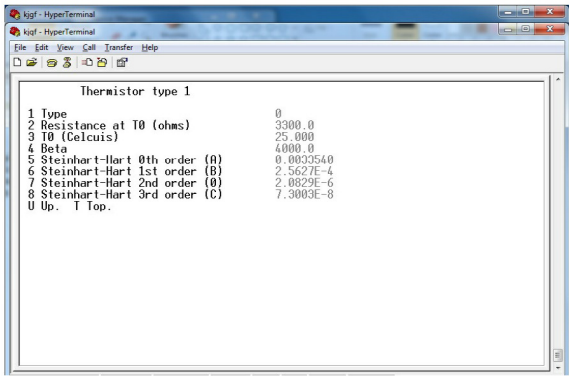 kjgf - HyperTerminal
kjgf - HyperTerminal
File Edit View Call Transfer Help
Thermistor type 1
1 Type 0
2 Resistance at T0 (ohms) 3300.0
3 T0 (Celcuis) 25.000
4 Beta 4000.0
5 Steinhart-Hart 0th order (A) 0.0033540
6 Steinhart-Hart 1st order (B) 2.5627E-4
7 Steinhart-Hart 2nd order (0) 2.0829E-6
8 Steinhart-Hart 3rd order (C) 7.3003E-8
U Up. T Top.